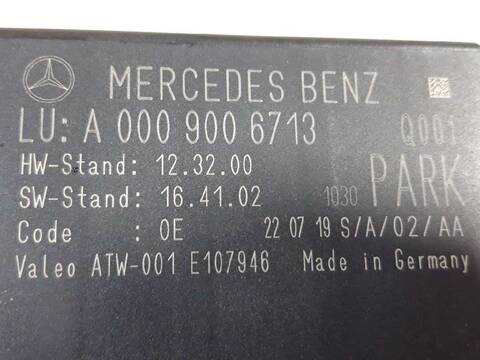 MERCEDES BENZ
LU: A 000 900 6713 Q001
HW-Stand: 12.32.00
SW-Stand: 16.41.02 1030 PARK
Code : 0E 22 07 19 S/A/02/AA
Valeo ATW-001 E107946 Made in Germany